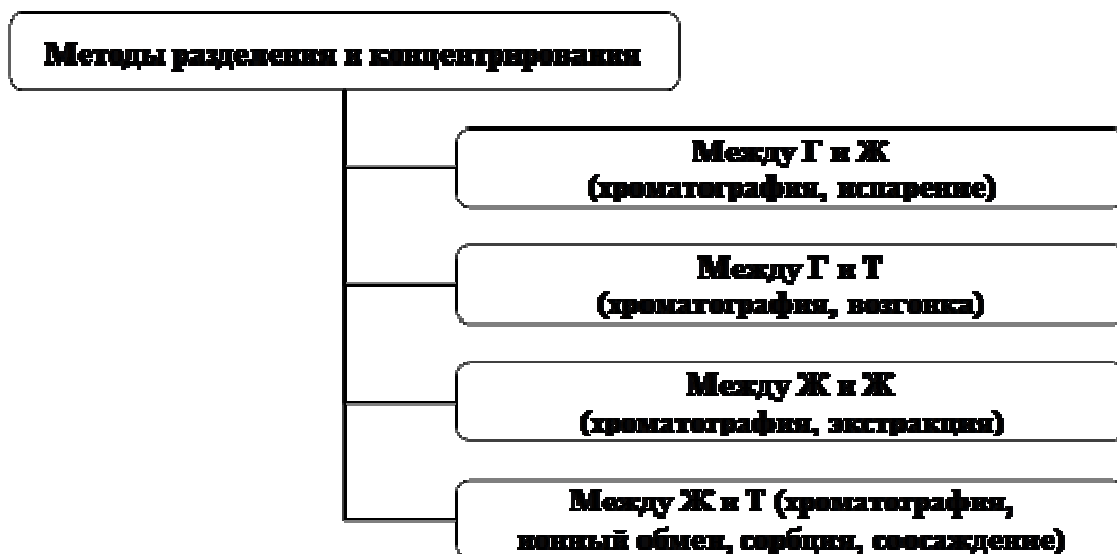 Методы разделения и концентрирования
Между Г и Ж
(хроматография, испарение)
Между Г и Т
(хроматография, возгонка)
Между Ж и Ж
(хроматография, экстракция)
Между Ж и Т (хроматография,
ионный обмен, сорбция, соосаждение)